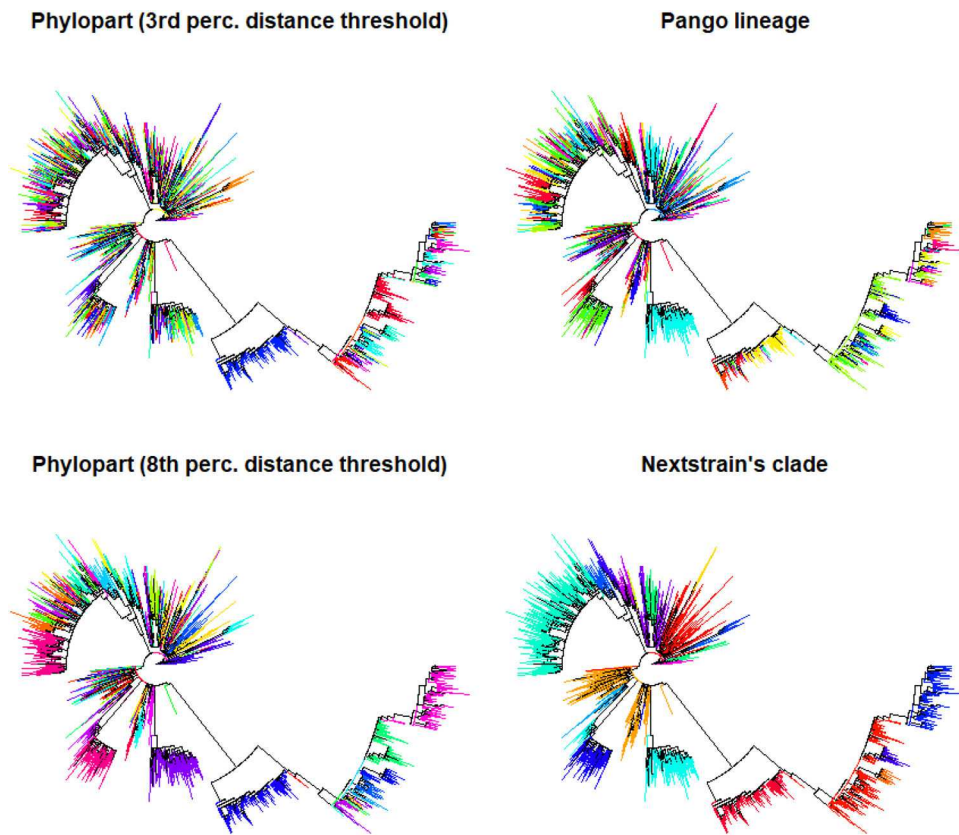 Phylopart (3rd perc. distance threshold)
Pango lineage
Phylopart (8th perc. distance threshold)
Nextstrain's clade